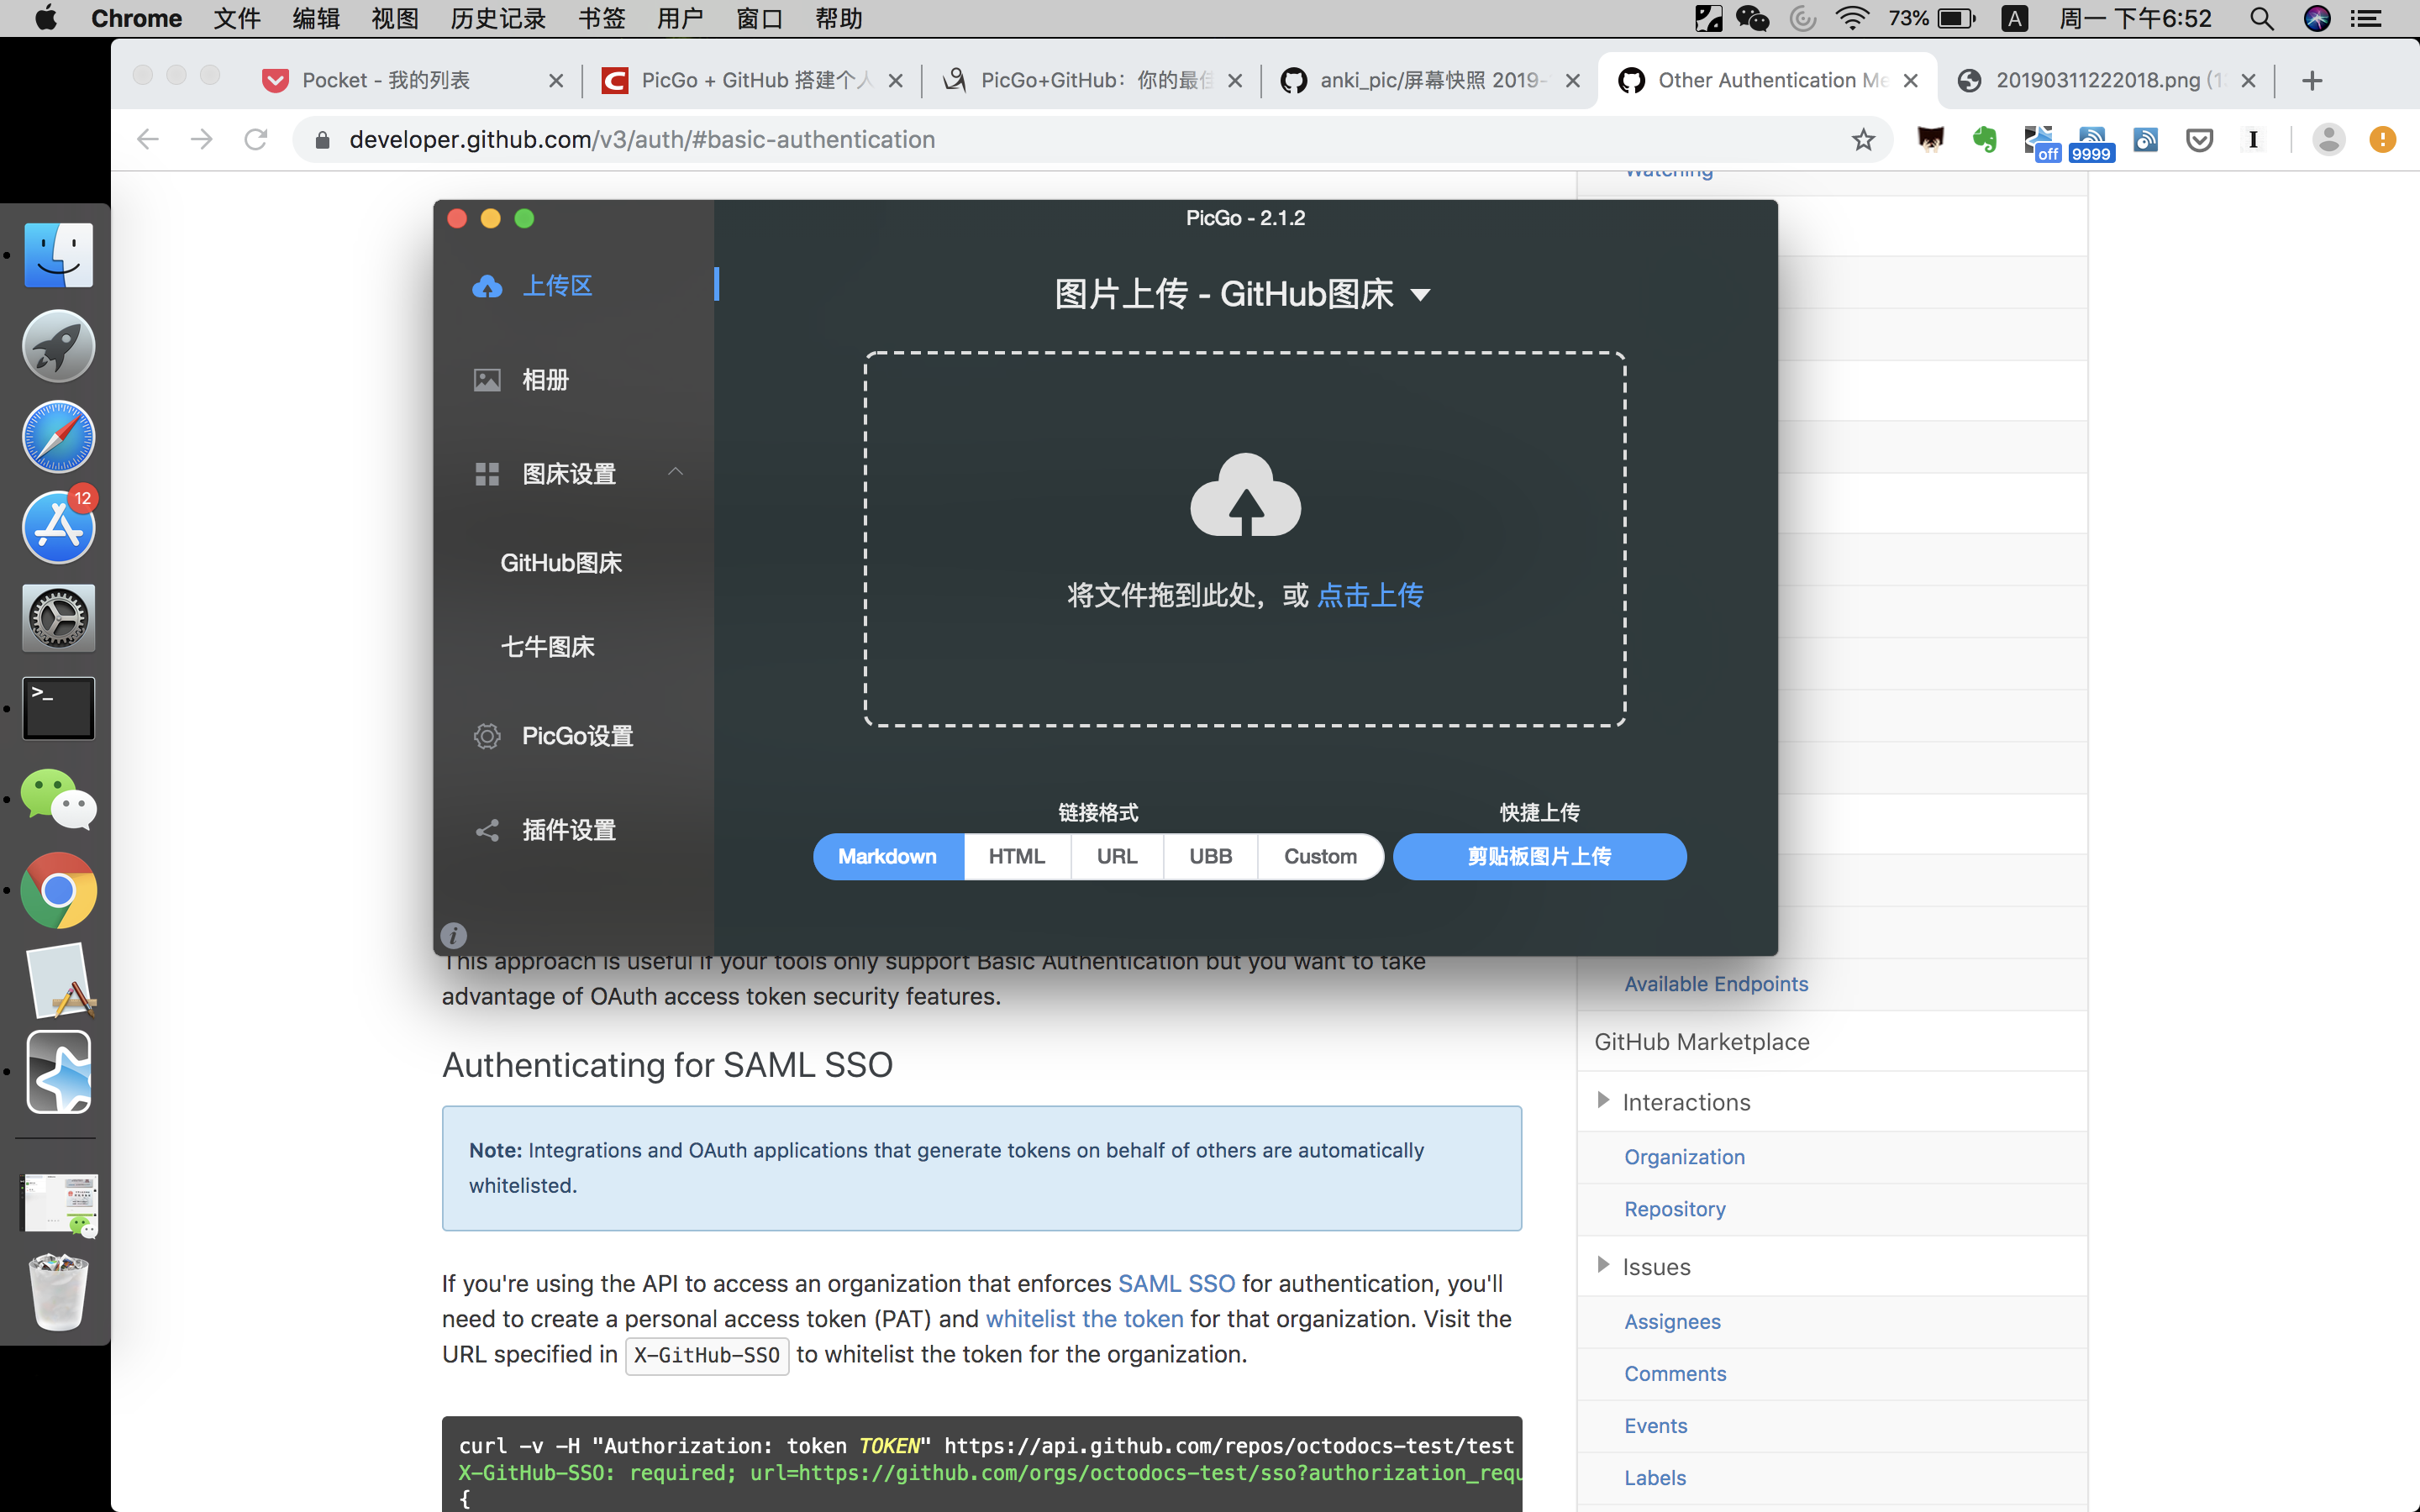 Chrome 文件 编辑 视图 历史记录 书签 用户 窗口 帮助 73% A 周一 下午6:52
Pocket - 我的列表 PicGo + GitHub 搭建个人 PicGo+GitHub：你的最佳 anki_pic/屏幕快照 2019- Other Authentication Me 20190311222018.png (1
developer.github.com/v3/auth/#basic-authentication off 9999
Watching
PicGo - 2.1.2
上传区
图片上传 - GitHub图床
相册
图床设置
GitHub图床
将文件拖到此处，或 点击上传
七牛图床
PicGo设置
插件设置
链接格式 快捷上传
Markdown HTML URL UBB Custom 剪贴板图片上传
12
>_
This approach is useful if your tools only support Basic Authentication but you want to take
advantage of OAuth access token security features.
Authenticating for SAML SSO
Note: Integrations and OAuth applications that generate tokens on behalf of others are automatically
whitelisted.
If you're using the API to access an organization that enforces SAML SSO for authentication, you'll
need to create a personal access token (PAT) and whitelist the token for that organization. Visit the
URL specified in X-GitHub-SSO to whitelist the token for the organization.
curl -v -H "Authorization: token TOKEN" https://api.github.com/repos/octodocs-test/test
X-GitHub-SSO: required; url=https://github.com/orgs/octodocs-test/sso?authorization_requ
{
Available Endpoints
GitHub Marketplace
Interactions
Organization
Repository
Issues
Assignees
Comments
Events
Labels